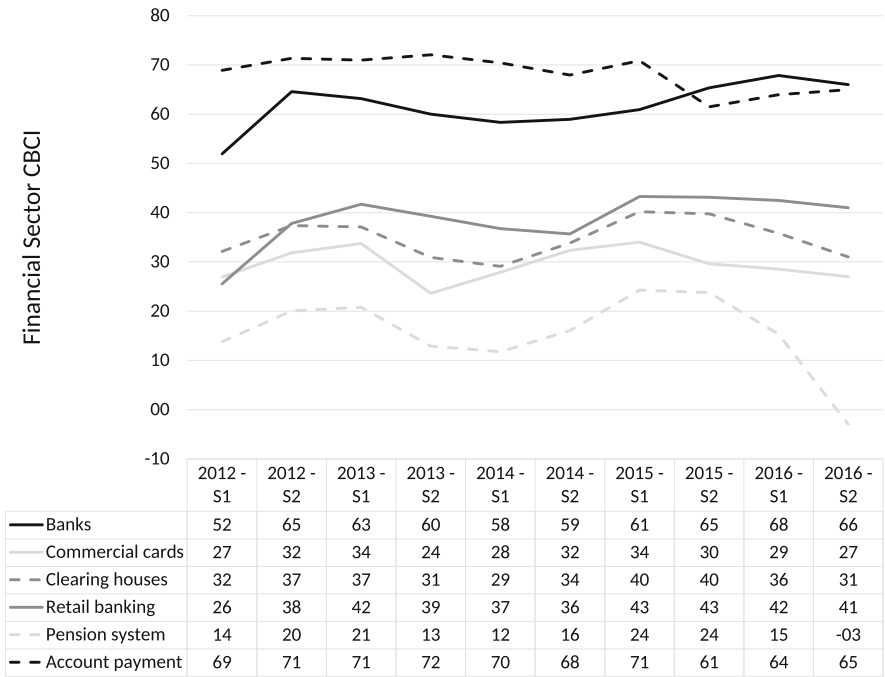 80
70
60
50
40
30
20
10
00
-10
Financial Sector CBCI
2012 - 2012 - 2013 - 2013 - 2014 - 2014 - 2015 - 2015 - 2016 - 2016 -
S1 S2 S1 S2 S1 S2 S1 S2 S1 S2
Banks 52 65 63 60 58 59 61 65 68 66
Commercial cards 27 32 34 24 28 32 34 30 29 27
Clearing houses 32 37 37 31 29 34 40 40 36 31
Retail banking 26 38 42 39 37 36 43 43 42 41
Pension system 14 20 21 13 12 16 24 24 15 -03
Account payment 69 71 71 72 70 68 71 61 64 65